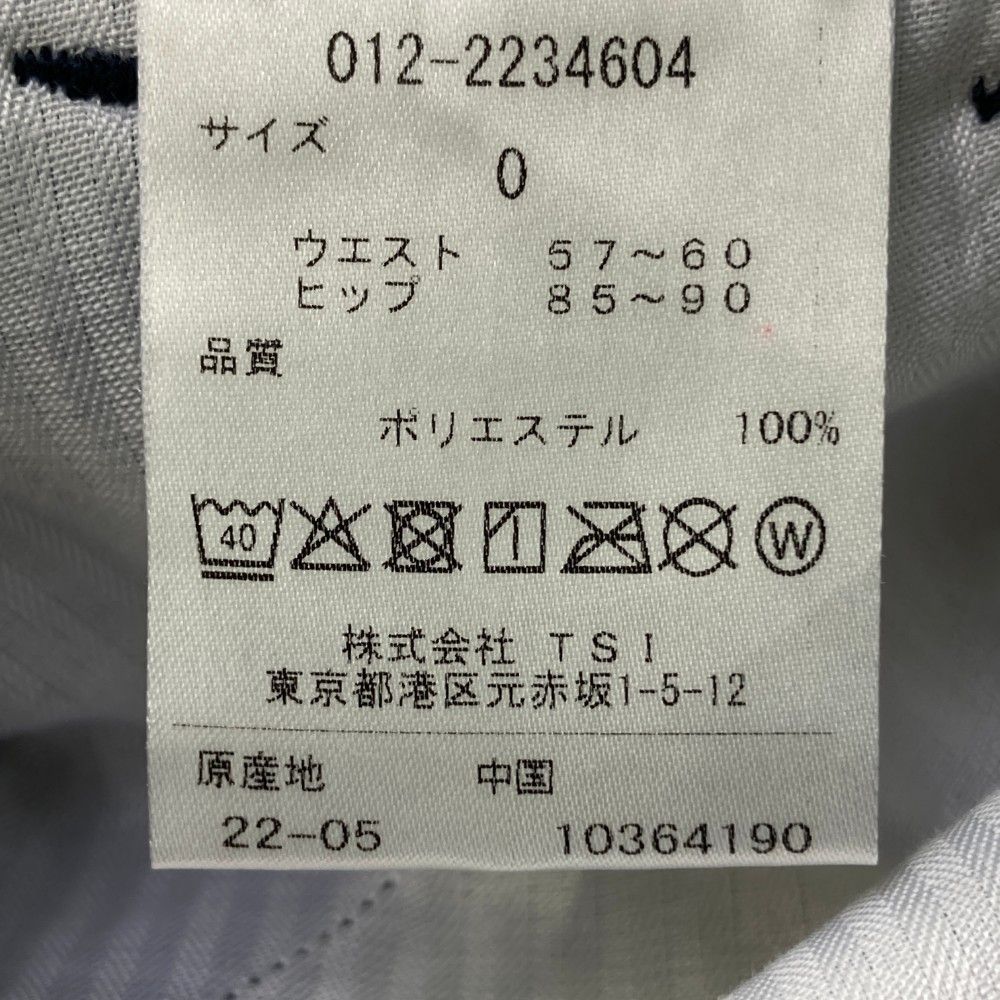 012-2234604
サイズ
0
ウエスト 57～60
ヒップ 85～90
品質
ポリエステル 100%
40
W
株式会社 TSI
東京都港区元赤坂1-5-12
原産地 中国
22-05 10364190